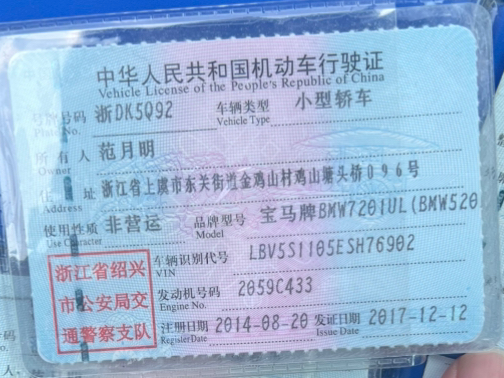 中华人民共和国机动车行驶证
Vehicle License of the People's Republic of China
号牌号码 浙DK5Q92 车辆类型 小型轿车
Plate No. Vehicle Type
所有人 范月明
Owner
住址 浙江省上虞市东关街道金鸡山村鸡山塘头桥096号
Address
使用性质 非营运 品牌型号 宝马牌BMW7201UL(BMW520
Use Character Model
浙江省绍兴
市公安局交
通警察支队
车辆识别代号 LBV5S1105ESH76902
VIN
发动机号码 2059C433
Engine No.
注册日期 2014-08-20 发证日期 2017-12-12
Register Date Issue Date